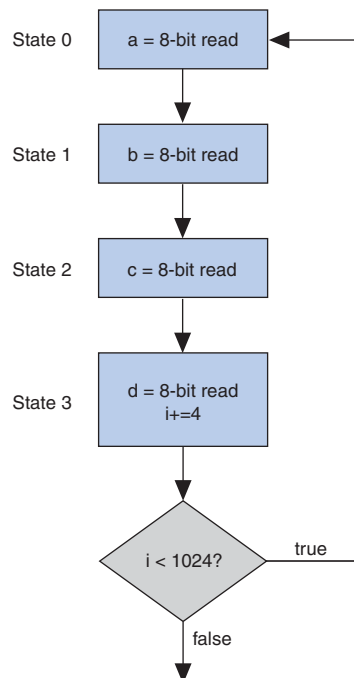 State 0
a = 8-bit read
State 1
b = 8-bit read
State 2
c = 8-bit read
State 3
d = 8-bit read
i+=4
i < 1024?
true
false